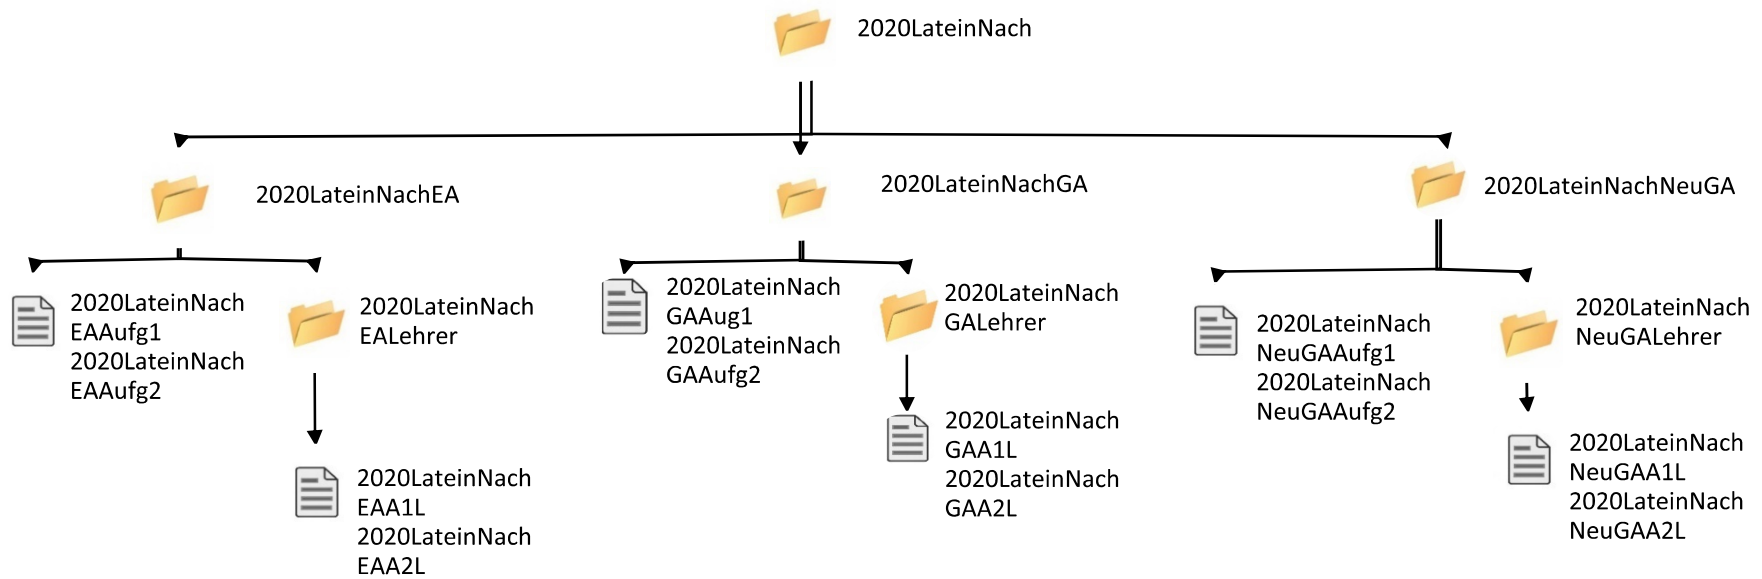 2020LateinNach
2020LateinNachEA
2020LateinNachGA
2020LateinNachNeuGA
2020LateinNach
EAAufg1
2020LateinNach
EAAufg2
2020LateinNach
EALehrer
2020LateinNach
GAAug1
2020LateinNach
GAAufg2
2020LateinNach
GALehrer
2020LateinNach
NeuGAAufg1
2020LateinNach
NeuGAAufg2
2020LateinNach
NeuGALehrer
2020LateinNach
EAA1L
2020LateinNach
EAA2L
2020LateinNach
GAA1L
2020LateinNach
GAA2L
2020LateinNach
NeuGAA1L
2020LateinNach
NeuGAA2L